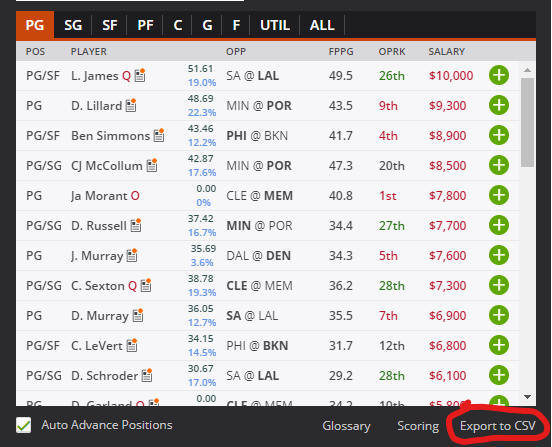 PG SG SF PF C G F UTIL ALL
POS PLAYER OPP FPPG OPRK SALARY
PG/SF L. James Q 51.61 19.0% SA @ LAL 49.5 26th $10,000
PG D. Lillard 48.69 22.3% MIN @ POR 43.5 9th $9,300
PG/SF Ben Simmons 43.46 12.2% PHI @ BKN 41.7 4th $8,900
PG/SG CJ McCollum 42.87 17.6% MIN @ POR 47.3 20th $8,500
PG Ja Morant O 0.00 0% CLE @ MEM 40.8 1st $7,800
PG/SG D. Russell 37.42 16.7% MIN @ POR 34.4 27th $7,700
PG J. Murray 35.69 3.6% DAL @ DEN 34.3 5th $7,600
PG/SG C. Sexton Q 38.78 19.3% CLE @ MEM 36.2 28th $7,300
PG D. Murray 36.05 12.7% SA @ LAL 35.5 7th $6,900
PG/SF C. LeVert 34.15 14.5% PHI @ BKN 31.7 12th $6,800
PG/SG D. Schroder 30.67 17.0% SA @ LAL 29.2 28th $6,100
PG D. Garland O 0.00 CLE @ MEM 34.2 10th $5,800
Auto Advance Positions Glossary Scoring Export to CSV